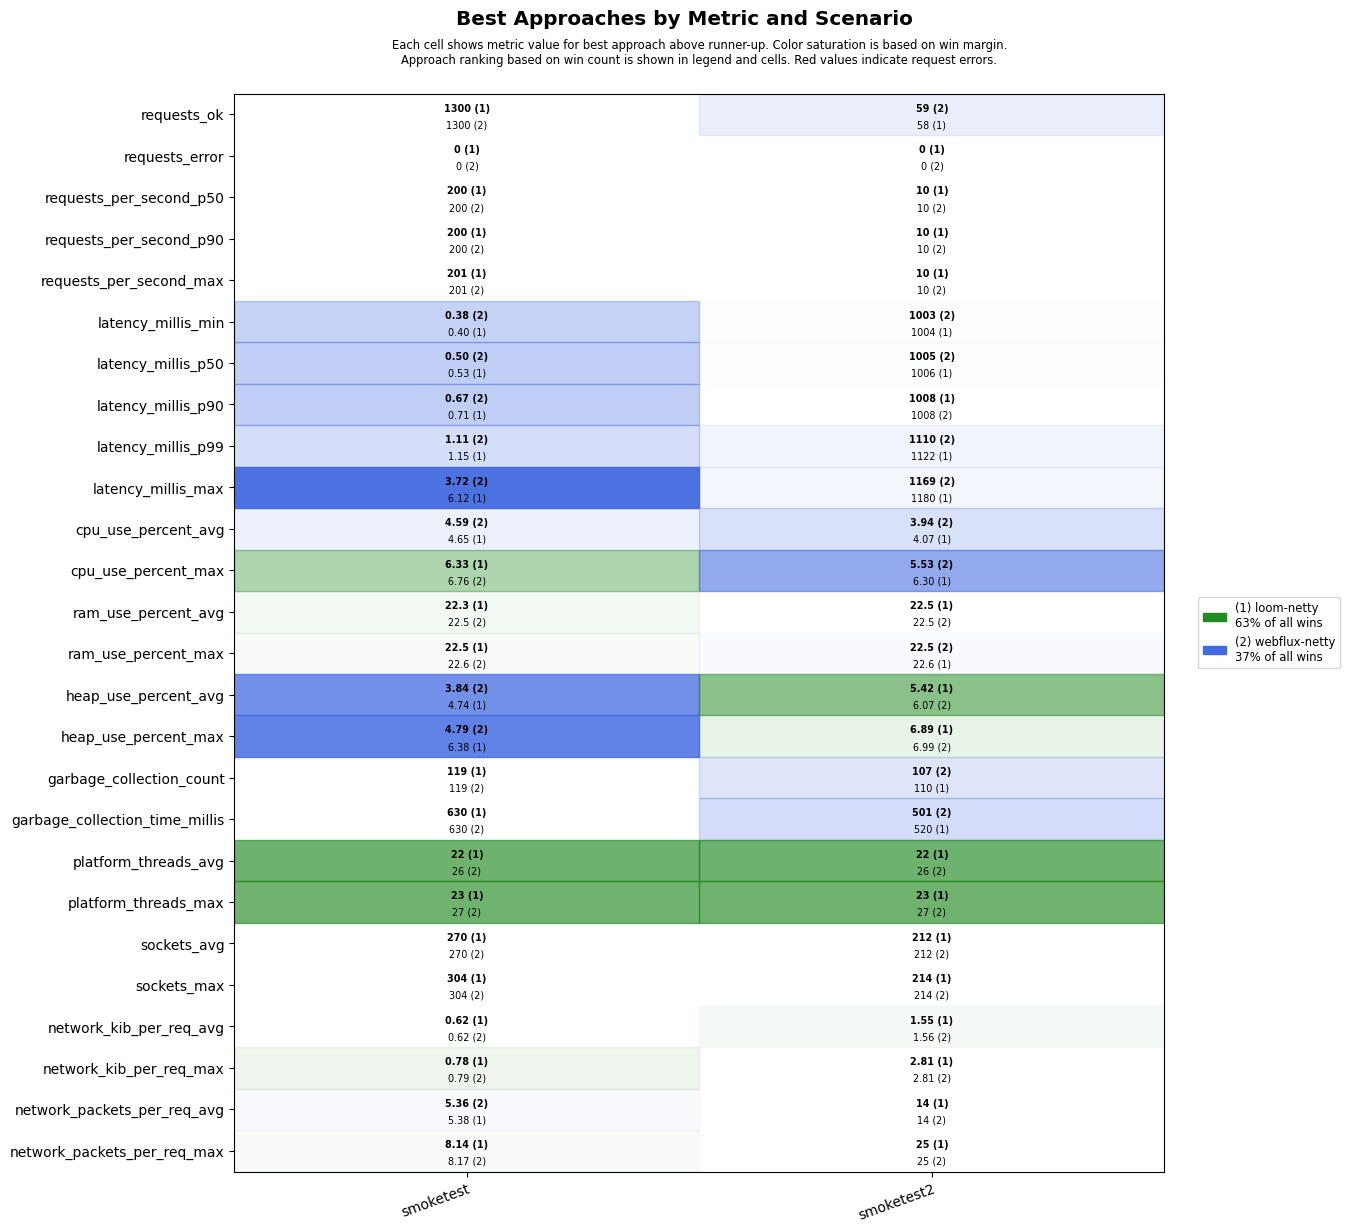 Best Approaches by Metric and Scenario
Each cell shows metric value for best approach above runner-up. Color saturation is based on win margin.
Approach ranking based on win count is shown in legend and cells. Red values indicate request errors.
requests_ok
1300 (1)
1300 (2)
59 (2)
58 (1)
requests_error
0 (1)
0 (2)
0 (1)
0 (2)
requests_per_second_p50
200 (1)
200 (2)
10 (1)
10 (2)
requests_per_second_p90
200 (1)
200 (2)
10 (1)
10 (2)
requests_per_second_max
201 (1)
201 (2)
10 (1)
10 (2)
latency_millis_min
0.38 (2)
0.40 (1)
1003 (2)
1004 (1)
latency_millis_p50
0.50 (2)
0.53 (1)
1005 (2)
1006 (1)
latency_millis_p90
0.67 (2)
0.71 (1)
1008 (1)
1008 (2)
latency_millis_p99
1.11 (2)
1.15 (1)
1110 (2)
1122 (1)
latency_millis_max
3.72 (2)
6.12 (1)
1169 (2)
1180 (1)
cpu_use_percent_avg
4.59 (2)
4.65 (1)
3.94 (2)
4.07 (1)
cpu_use_percent_max
6.33 (1)
6.76 (2)
5.53 (2)
6.30 (1)
ram_use_percent_avg
22.3 (1)
22.5 (2)
22.5 (1)
22.5 (2)
ram_use_percent_max
22.5 (1)
22.6 (2)
22.5 (2)
22.6 (1)
heap_use_percent_avg
3.84 (2)
4.74 (1)
5.42 (1)
6.07 (2)
heap_use_percent_max
4.79 (2)
6.38 (1)
6.89 (1)
6.99 (2)
garbage_collection_count
119 (1)
119 (2)
107 (2)
110 (1)
garbage_collection_time_millis
630 (1)
630 (2)
501 (2)
520 (1)
platform_threads_avg
22 (1)
26 (2)
22 (1)
26 (2)
platform_threads_max
23 (1)
27 (2)
23 (1)
27 (2)
sockets_avg
270 (1)
270 (2)
212 (1)
212 (2)
sockets_max
304 (1)
304 (2)
214 (1)
214 (2)
network_kib_per_req_avg
0.62 (1)
0.62 (2)
1.55 (1)
1.56 (2)
network_kib_per_req_max
0.78 (1)
0.79 (2)
2.81 (1)
2.81 (2)
network_packets_per_req_avg
5.36 (2)
5.38 (1)
14 (1)
14 (2)
network_packets_per_req_max
8.14 (1)
8.17 (2)
25 (1)
25 (2)
smoketest
smoketest2
(1) loom-netty
63% of all wins
(2) webflux-netty
37% of all wins